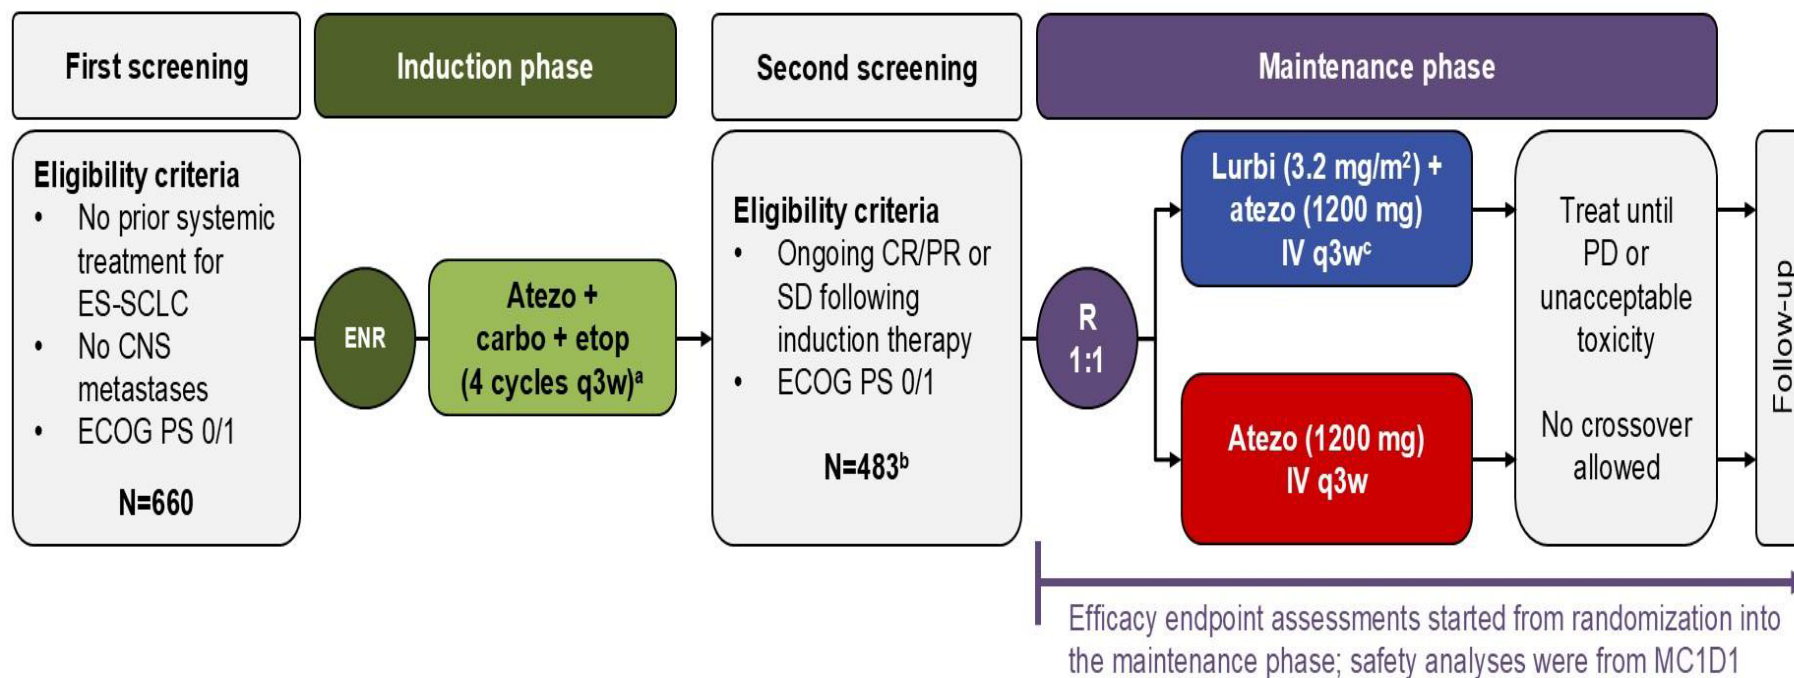 First screening
Induction phase
Second screening
Maintenance phase
Eligibility criteria
• No prior systemic
treatment for
ES-SCLC
• No CNS
metastases
• ECOG PS 0/1
N=660
ENR
Atezo +
carbo + etop
(4 cycles q3w)ᵃ
Eligibility criteria
• Ongoing CR/PR or
SD following
induction therapy
• ECOG PS 0/1
N=483ᵇ
R
1:1
Lurbi (3.2 mg/m²) +
atezo (1200 mg)
IV q3wᶜ
Atezo (1200 mg)
IV q3w
Treat until
PD or
unacceptable
toxicity
No crossover
allowed
Follow-up
Efficacy endpoint assessments started from randomization into
the maintenance phase; safety analyses were from MC1D1